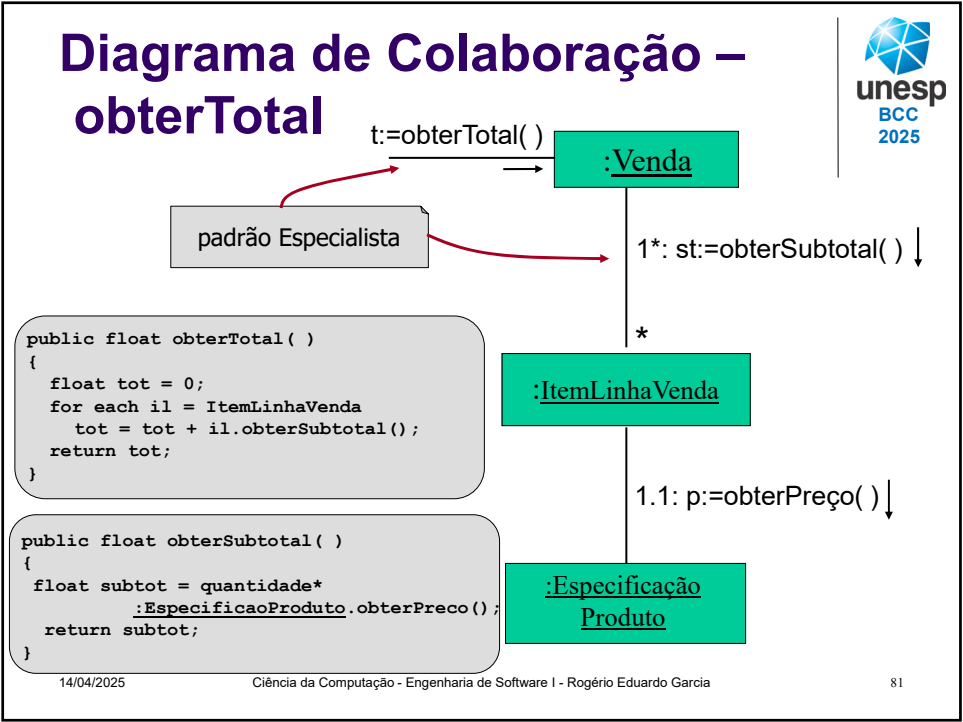 Diagrama de Colaboração –
obterTotal
unesp
BCC
2025
t:=obterTotal( )
:Venda
padrão Especialista
1*: st:=obterSubtotal( )
*
public float obterTotal( )
{
float tot = 0;
for each il = ItemLinhaVenda
tot = tot + il.obterSubtotal();
return tot;
}
:ItemLinhaVenda
1.1: p:=obterPreço( )
public float obterSubtotal( )
{
float subtot = quantidade*
:EspecificaoProduto.obterPreco();
return subtot;
}
:Especificação
Produto
14/04/2025
Ciência da Computação - Engenharia de Software I - Rogério Eduardo Garcia
81